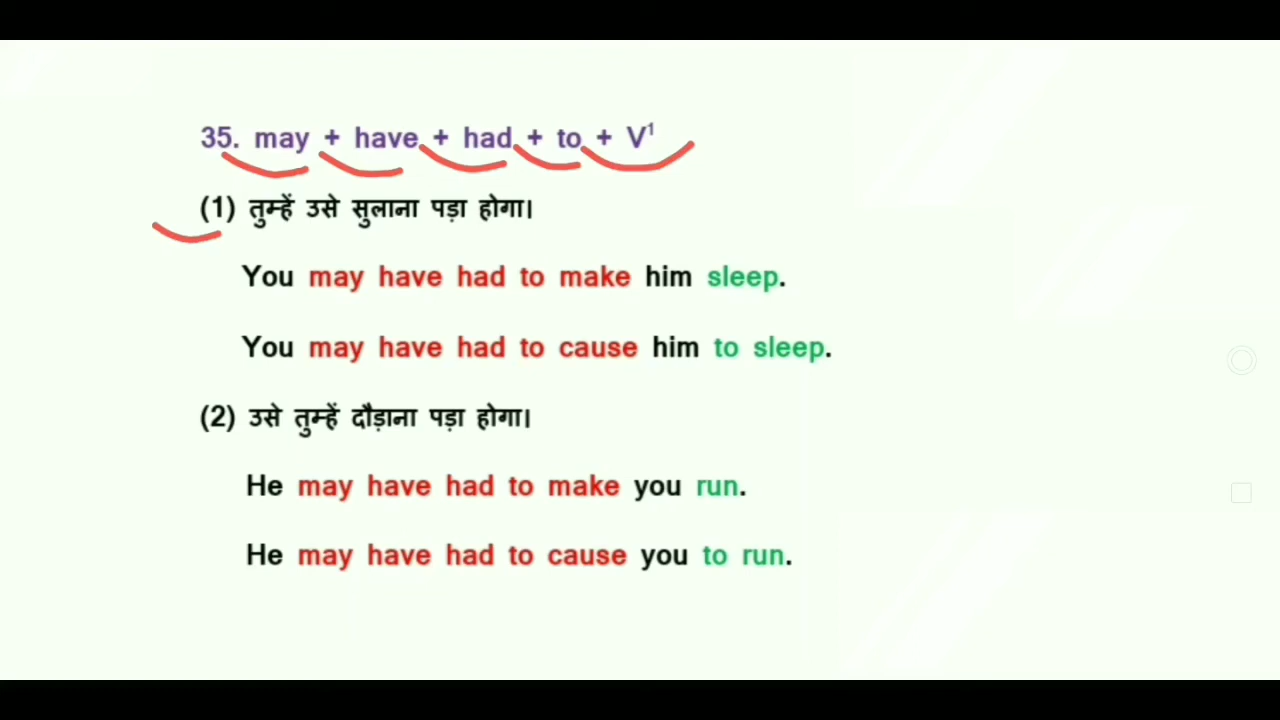 35. may + have + had + to + V¹
(1) तुम्हें उसे सुलाना पड़ा होगा।
You may have had to make him sleep.
You may have had to cause him to sleep.
(2) उसे तुम्हें दौड़ाना पड़ा होगा।
He may have had to make you run.
He may have had to cause you to run.